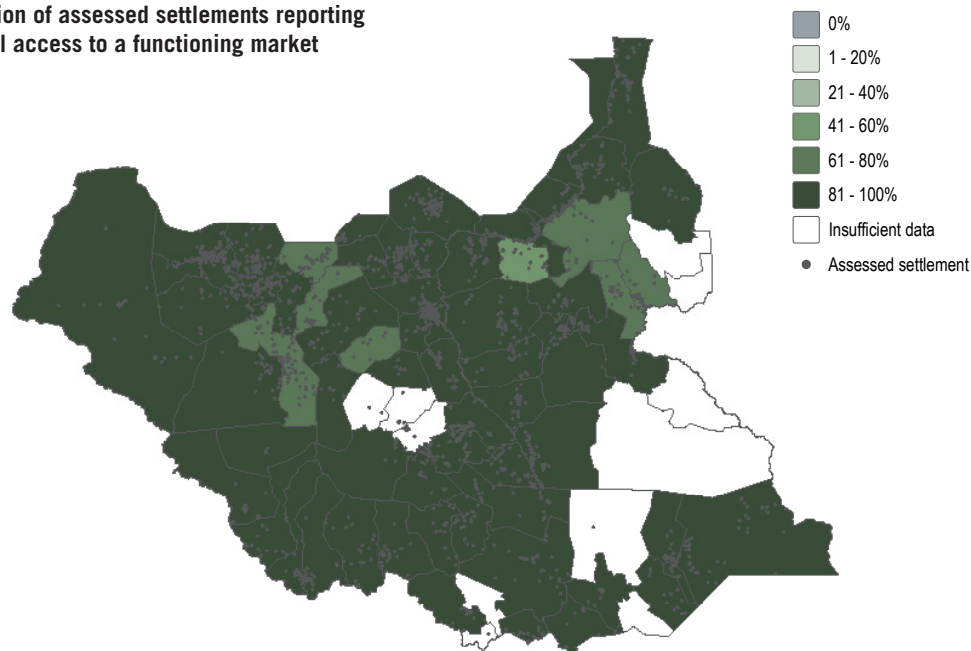 of assessed settlements reporting
access to a functioning market
0%
1 - 20%
21 - 40%
41 - 60%
61 - 80%
81 - 100%
Insufficient data
Assessed settlement